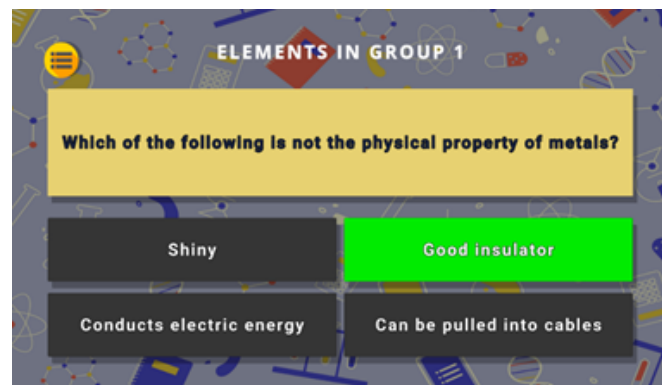 ELEMENTS IN GROUP 1
Which of the following is not the physical property of metals?
Shiny
Good insulator
Conducts electric energy
Can be pulled into cables